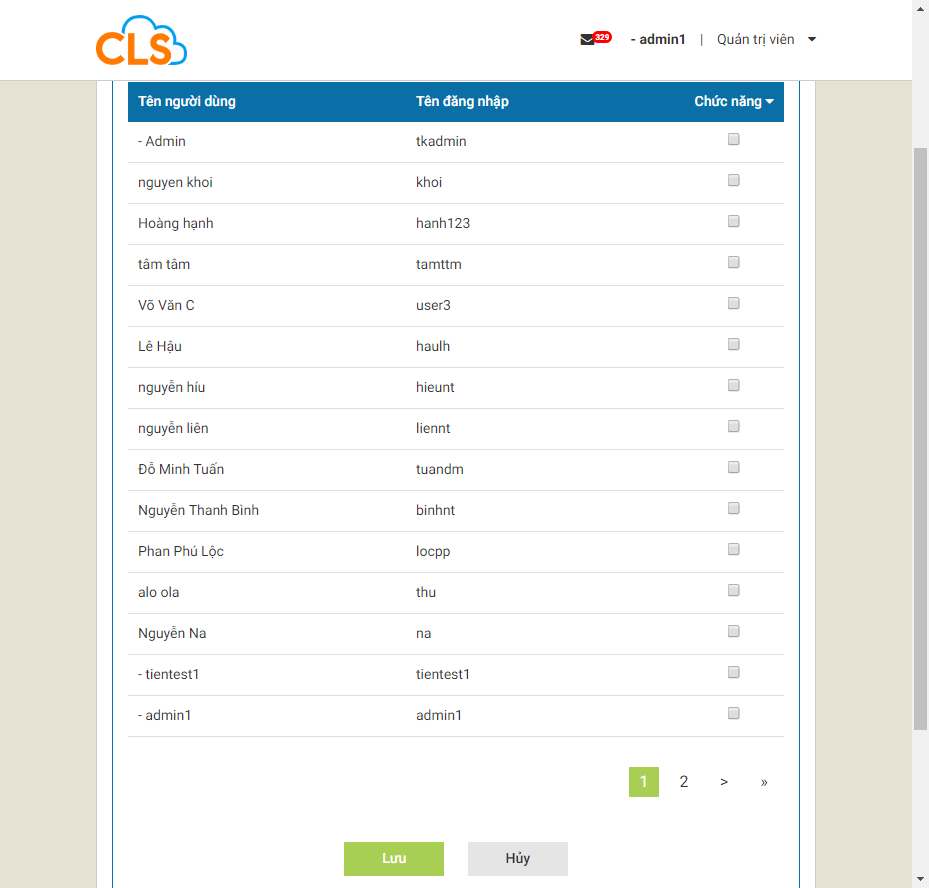 CLS
329 - admin1 | Quản trị viên
Tên người dùng Tên đăng nhập Chức năng
- Admin tkadmin
nguyen khoi khoi
Hoàng hạnh hanh123
tâm tâm tamttm
Võ Văn C user3
Lê Hậu haulh
nguyễn híu hieunt
nguyễn liên liennt
Đỗ Minh Tuấn tuandm
Nguyễn Thanh Bình binhnt
Phan Phú Lộc locpp
alo ola thu
Nguyễn Na na
- tientest1 tientest1
- admin1 admin1
1 2 > »
Lưu Hủy